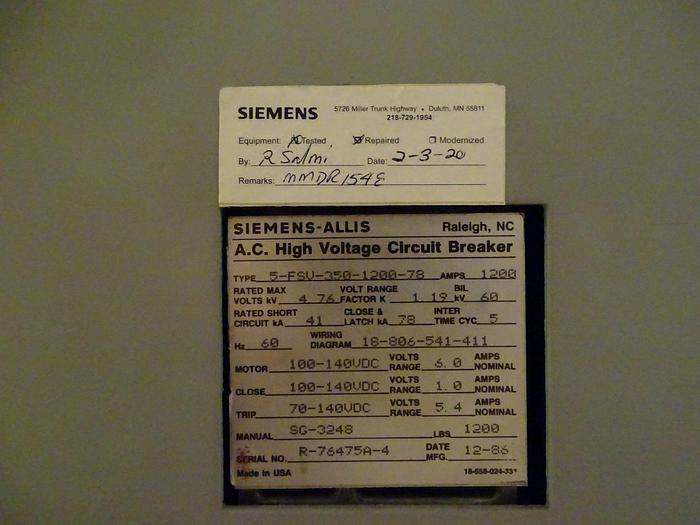 SIEMENS 5726 Miller Trunk Highway • Duluth, MN 55811
218-729-1954
Equipment: ☒ Tested ☒ Repaired ☐ Modernized
By: R Salmi Date: 2-3-20
Remarks: MMDR154E
SIEMENS-ALLIS Raleigh, NC
A.C. High Voltage Circuit Breaker
TYPE 5-FSV-350-1200-78 AMPS 1200
RATED MAX VOLTS kV 4.76 VOLT RANGE FACTOR K 1.19 BIL kV 60
RATED SHORT CIRCUIT kA 41 CLOSE & LATCH kA 78 INTER TIME CYC 5
Hz 60 WIRING DIAGRAM 18-806-541-411
MOTOR 100-140VDC VOLTS RANGE 6.0 AMPS NOMINAL
CLOSE 100-140VDC VOLTS RANGE 1.0 AMPS NOMINAL
TRIP 70-140VDC VOLTS RANGE 5.4 AMPS NOMINAL
MANUAL SG-3248 LBS 1200
SERIAL NO. R-76475A-4 DATE MFG. 12-86
Made in USA